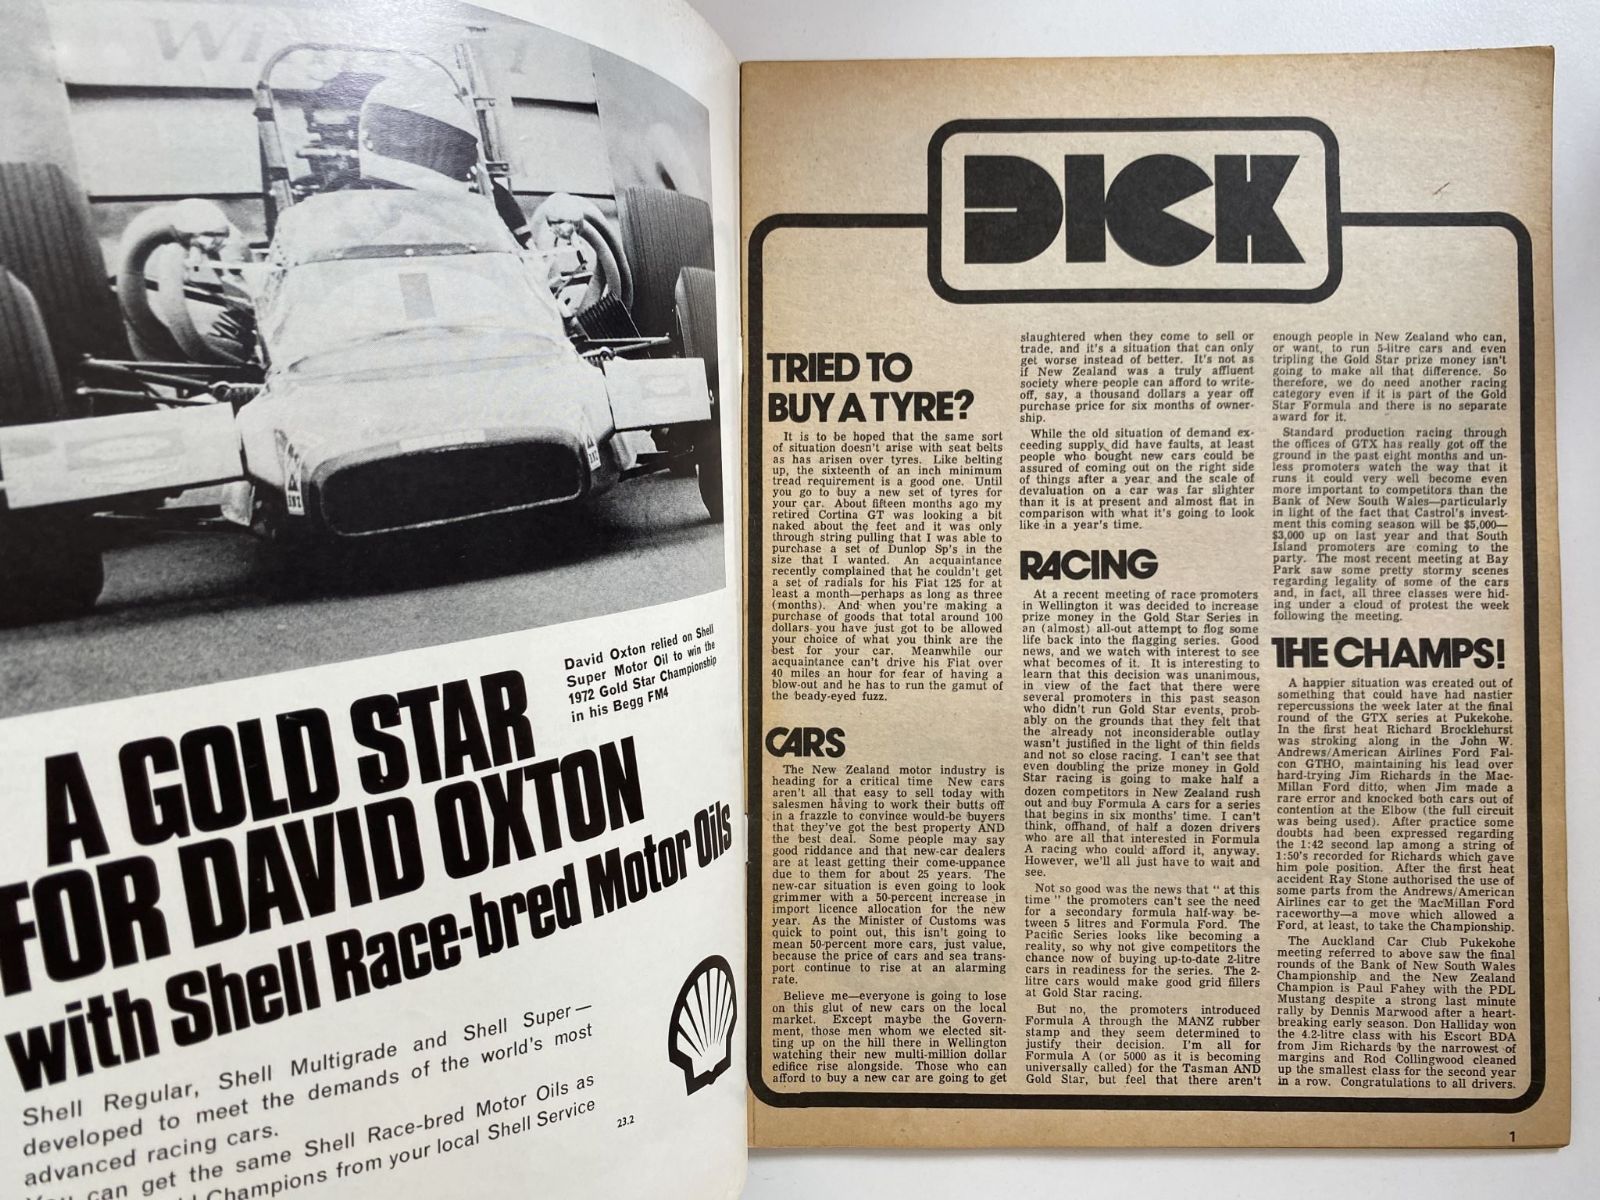 David Oxton relied on Shell
Super Motor Oil to win the
1972 Gold Star Championship
in his Begg FM4
A GOLD STAR
FOR DAVID OXTON
with Shell Race-bred Motor Oils
Shell Regular, Shell Multigrade and Shell Super—
developed to meet the demands of the world's most
advanced racing cars.
can get the same Shell Race-bred Motor Oils as
Champions from your local Shell Service
23.2
DICK
TRIED TO
BUY A TYRE?
It is to be hoped that the same sort
of situation doesn't arise with seat belts
as has arisen over tyres. Like belting
up, the sixteenth of an inch minimum
tread requirement is a good one. Until
you go to buy a new set of tyres for
your car. About fifteen months ago my
retired Cortina GT was looking a bit
naked about the feet and it was only
through string pulling that I was able to
purchase a set of Dunlop Sp's in the
size that I wanted. An acquaintance
recently complained that he couldn't get
a set of radials for his Fiat 125 for at
least a month—perhaps as long as three
(months). And when you're making a
purchase of goods that total around 100
dollars you have just got to be allowed
your choice of what you think are the
best for your car. Meanwhile our
acquaintance can't drive his Fiat over
40 miles an hour for fear of having a
blow-out and he has to run the gamut of
the beady-eyed fuzz.
CARS
The New Zealand motor industry is
heading for a critical time New cars
aren't all that easy to sell today with
salesmen having to work their butts off
in a frazzle to convince would-be buyers
that they've got the best property AND
the best deal. Some people may say
good riddance and that new-car dealers
are at least getting their come-uppance
due to them for about 25 years. The
new-car situation is even going to look
grimmer with a 50-percent increase in
import licence allocation for the new
year. As the Minister of Customs was
quick to point out, this isn't going to
mean 50-percent more cars, just value,
because the price of cars and sea trans-
port continue to rise at an alarming
rate.
Believe me—everyone is going to lose
on this glut of new cars on the local
market. Except maybe the Govern-
ment, those men whom we elected sit-
ting up on the hill there in Wellington
watching their new multi-million dollar
edifice rise alongside. Those who can
afford to buy a new car are going to get
slaughtered when they come to sell or
trade, and it's a situation that can only
get worse instead of better. It's not as
if New Zealand was a truly affluent
society where people can afford to write-
off, say, a thousand dollars a year off
purchase price for six months of owner-
ship.
While the old situation of demand ex-
ceeding supply, did have faults, at least
people who bought new cars could be
assured of coming out on the right side
of things after a year and the scale of
devaluation on a car was far slighter
than it is at present and almost flat in
comparison with what it's going to look
like in a year's time.
RACING
At a recent meeting of race promoters
in Wellington it was decided to increase
prize money in the Gold Star Series in
an (almost) all-out attempt to flog some
life back into the flagging series. Good
news, and we watch with interest to see
what becomes of it. It is interesting to
learn that this decision was unanimous,
in view of the fact that there were
several promoters in this past season
who didn't run Gold Star events, prob-
ably on the grounds that they felt that
the already not inconsiderable outlay
wasn't justified in the light of thin fields
and not so close racing. I can't see that
even doubling the prize money in Gold
Star racing is going to make half a
dozen competitors in New Zealand rush
out and buy Formula A cars for a series
that begins in six months' time. I can't
think, offhand, of half a dozen drivers
who are all that interested in Formula
A racing who could afford it, anyway.
However, we'll all just have to wait and
see.
Not so good was the news that " at this
time " the promoters can't see the need
for a secondary formula half-way be-
tween 5 litres and Formula Ford. The
Pacific Series looks like becoming a
reality, so why not give competitors the
chance now of buying up-to-date 2-litre
cars in readiness for the series. The 2-
litre cars would make good grid fillers
at Gold Star racing.
But no, the promoters introduced
Formula A through the MANZ rubber
stamp and they seem determined to
justify their decision. I'm all for
Formula A (or 5000 as it is becoming
universally called) for the Tasman AND
Gold Star, but feel that there aren't
enough people in New Zealand who can,
or want, to run 5-litre cars and even
tripling the Gold Star prize money isn't
going to make all that difference. So
therefore, we do need another racing
category even if it is part of the Gold
Star Formula and there is no separate
award for it.
Standard production racing through
the offices of GTX has really got off the
ground in the past eight months and un-
less promoters watch the way that it
runs it could very well become even
more important to competitors than the
Bank of New South Wales—particularly
in light of the fact that Castrol's invest-
ment this coming season will be $5,000—
$3,000 up on last year and that South
Island promoters are coming to the
party. The most recent meeting at Bay
Park saw some pretty stormy scenes
regarding legality of some of the cars
and, in fact, all three classes were hid-
ing under a cloud of protest the week
following the meeting.
THE CHAMPS!
A happier situation was created out of
something that could have had nastier
repercussions the week later at the final
round of the GTX series at Pukekohe.
In the first heat Richard Brocklehurst
was stroking along in the John W.
Andrews/American Airlines Ford Fal-
con GTHO, maintaining his lead over
hard-trying Jim Richards in the Mac-
Millan Ford ditto, when Jim made a
rare error and knocked both cars out of
contention at the Elbow (the full circuit
was being used). After practice some
doubts had been expressed regarding
the 1:42 second lap among a string of
1:50's recorded for Richards which gave
him pole position. After the first heat
accident Ray Stone authorised the use of
some parts from the Andrews/American
Airlines car to get the MacMillan Ford
raceworthy—a move which allowed a
Ford, at least, to take the Championship.
The Auckland Car Club Pukekohe
meeting referred to above saw the final
rounds of the Bank of New South Wales
Championship and the New Zealand
Champion is Paul Fahey with the PDL
Mustang despite a strong last minute
rally by Dennis Marwood after a heart-
breaking early season. Don Halliday won
the 4.2-litre class with his Escort BDA
from Jim Richards by the narrowest of
margins and Rod Collingwood cleaned
up the smallest class for the second year
in a row. Congratulations to all drivers.
1